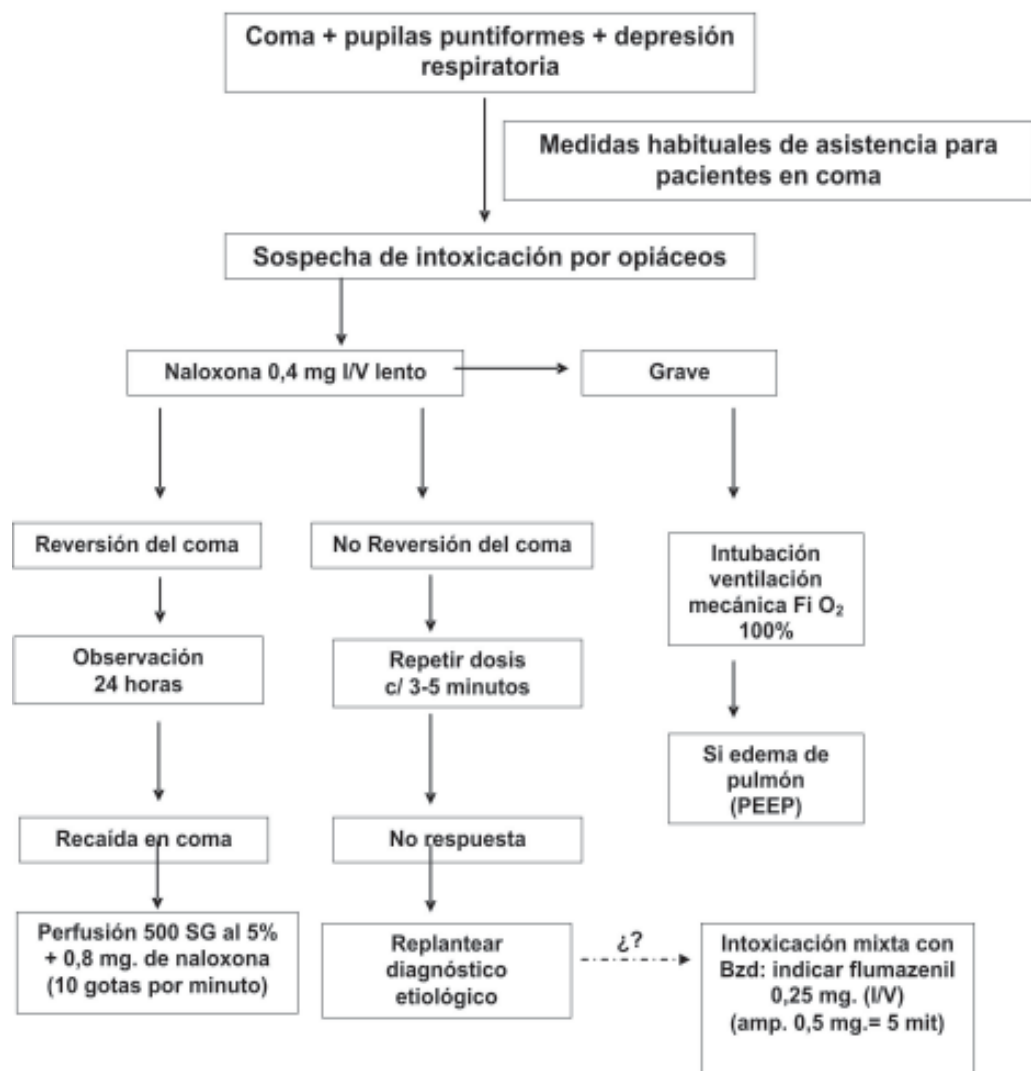 Coma + pupilas puntiformes + depresión
respiratoria
Medidas habituales de asistencia para
pacientes en coma
Sospecha de intoxicación por opiáceos
Naloxona 0,4 mg I/V lento
Grave
Reversión del coma
No Reversión del coma
Intubación
ventilación
mecánica Fi O₂
100%
Observación
24 horas
Repetir dosis
c/ 3-5 minutos
Si edema de
pulmón
(PEEP)
Recaída en coma
No respuesta
Perfusión 500 SG al 5%
+ 0,8 mg. de naloxona
(10 gotas por minuto)
Replantear
diagnóstico
etiológico
¿?
Intoxicación mixta con
Bzd: indicar flumazenil
0,25 mg. (I/V)
(amp. 0,5 mg.= 5 mit)